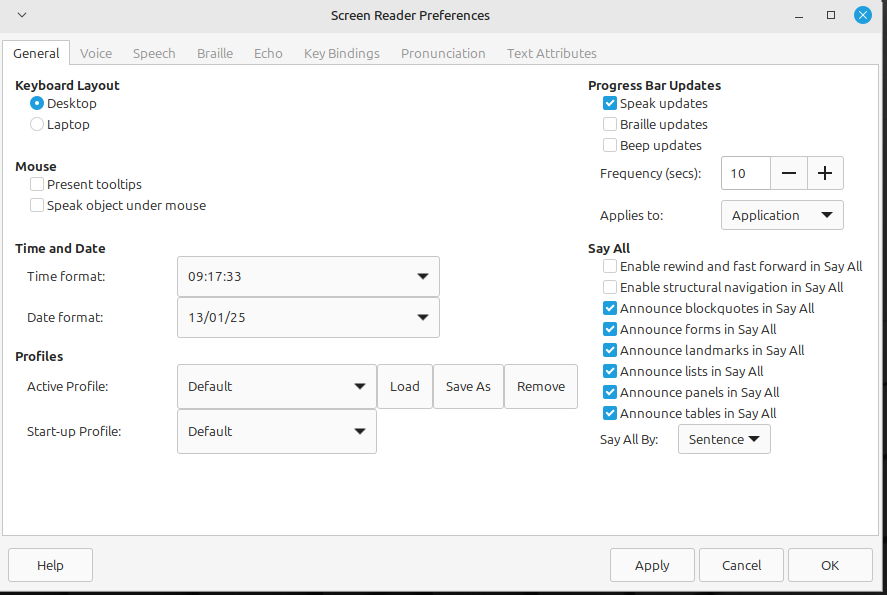 Screen Reader Preferences
General Voice Speech Braille Echo Key Bindings Pronunciation Text Attributes
Keyboard Layout
Desktop
Laptop
Mouse
Present tooltips
Speak object under mouse
Time and Date
Time format: 09:17:33
Date format: 13/01/25
Profiles
Active Profile: Default Load Save As Remove
Start-up Profile: Default
Progress Bar Updates
Speak updates
Braille updates
Beep updates
Frequency (secs): 10
Applies to: Application
Say All
Enable rewind and fast forward in Say All
Enable structural navigation in Say All
Announce blockquotes in Say All
Announce forms in Say All
Announce landmarks in Say All
Announce lists in Say All
Announce panels in Say All
Announce tables in Say All
Say All By: Sentence
Help Apply Cancel OK